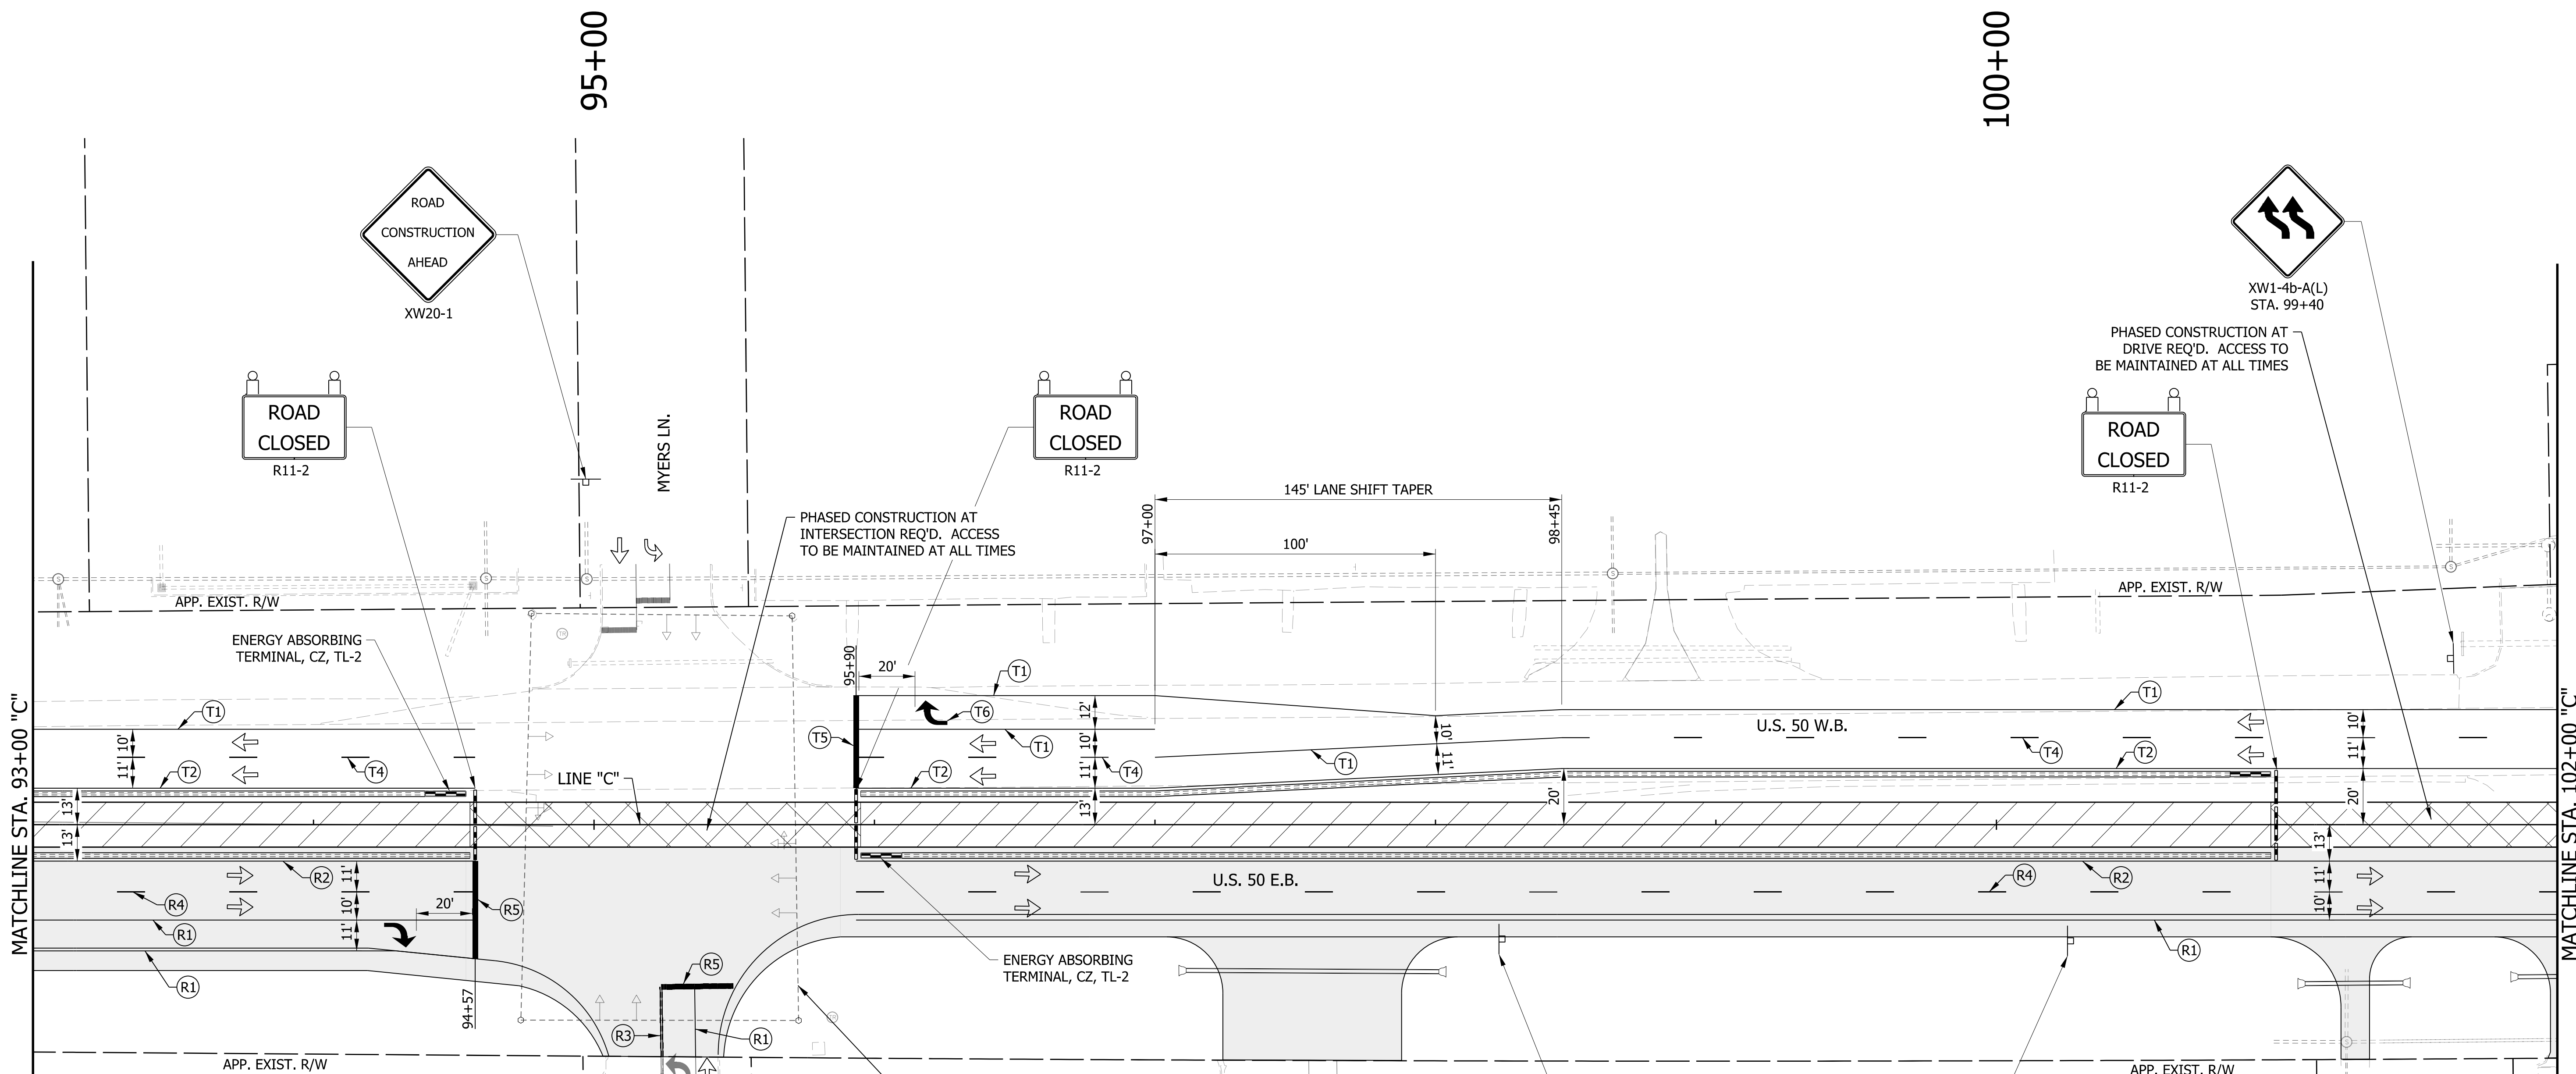 95+00
100+00
ROAD
CONSTRUCTION
AHEAD
XW20-1
XW1-4b-A(L)
STA. 99+40
PHASED CONSTRUCTION AT
DRIVE REQ'D. ACCESS TO
BE MAINTAINED AT ALL TIMES
ROAD
CLOSED
R11-2
ROAD
CLOSED
R11-2
ROAD
CLOSED
R11-2
MYERS LN.
145' LANE SHIFT TAPER
97+00
98+45
100'
PHASED CONSTRUCTION AT
INTERSECTION REQ'D. ACCESS
TO BE MAINTAINED AT ALL TIMES
S
S
S
S
S
APP. EXIST. R/W
APP. EXIST. R/W
TR
ENERGY ABSORBING
TERMINAL, CZ, TL-2
95+90
20'
T1
T6
T5
T1
12'
10'
11'
13'
T4
T2
10'
11'
T1
20'
U.S. 50 W.B.
T1
T4
T2
10'
11'
20'
13'
11'
10'
MATCHLINE STA. 93+00 "C"
MATCHLINE STA. 102+00 "C"
T1
10'
11'
T2
T4
13'
13'
LINE "C"
R2
11'
10'
11'
R4
20'
R5
R1
R1
94+57
U.S. 50 E.B.
R4
R2
R1
ENERGY ABSORBING
TERMINAL, CZ, TL-2
R5
R3
R1
TR
APP. EXIST. R/W
APP. EXIST. R/W